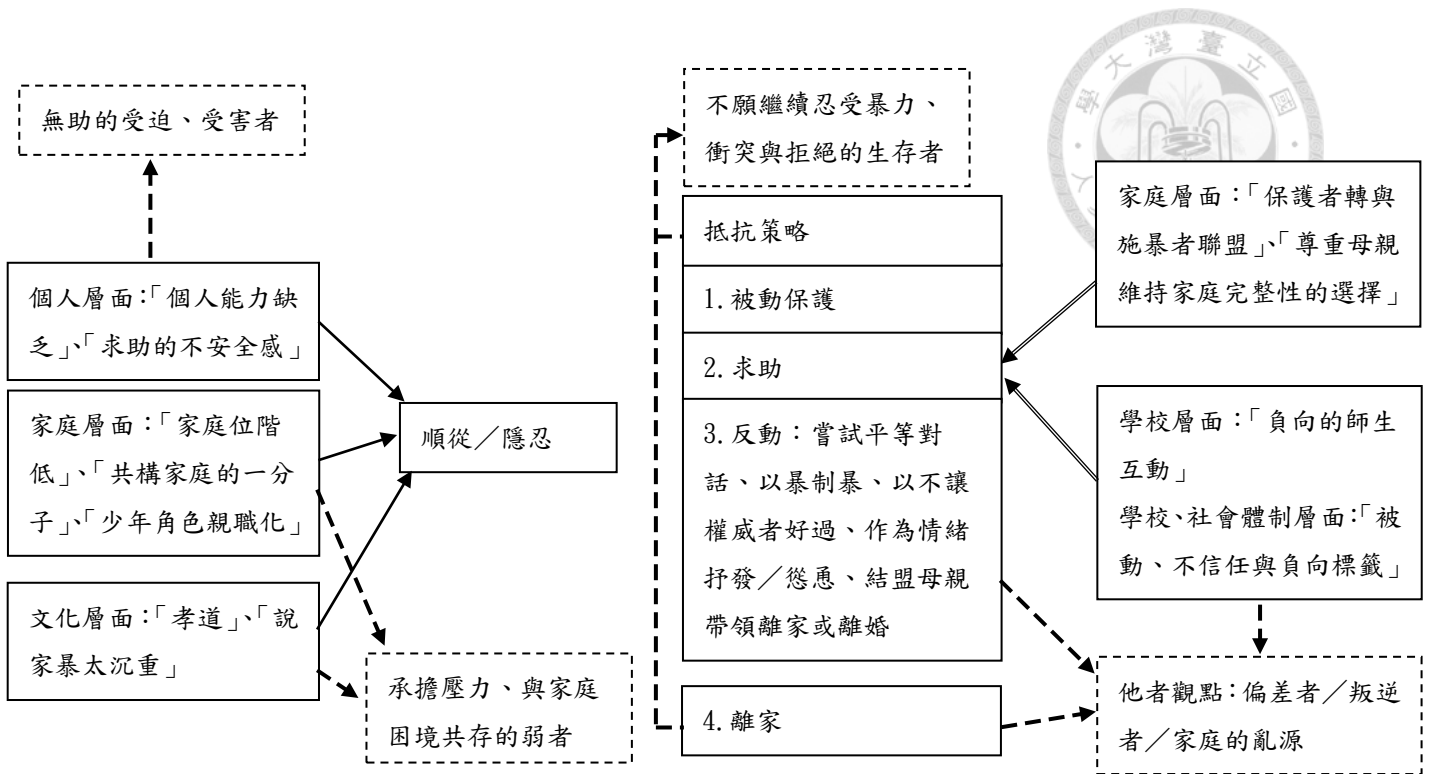 無助的受迫、受害者
個人層面：「個人能力缺
乏」、「求助的不安全感」
家庭層面：「家庭位階
低」、「共構家庭的一分
子」、「少年角色親職化」
文化層面：「孝道」、「說
家暴太沉重」
順從／隱忍
承擔壓力、與家庭
困境共存的弱者
不願繼續忍受暴力、
衝突與拒絕的生存者
抵抗策略
1.被動保護
2.求助
3.反動：嘗試平等對
話、以暴制暴、以不讓
權威者好過、作為情緒
抒發／慫恿、結盟母親
帶領離家或離婚
4.離家
家庭層面：「保護者轉與
施暴者聯盟」、「尊重母親
維持家庭完整性的選擇」
學校層面：「負向的師生
互動」
學校、社會體制層面：「被
動、不信任與負向標籤」
他者觀點：偏差者／叛逆
者／家庭的亂源